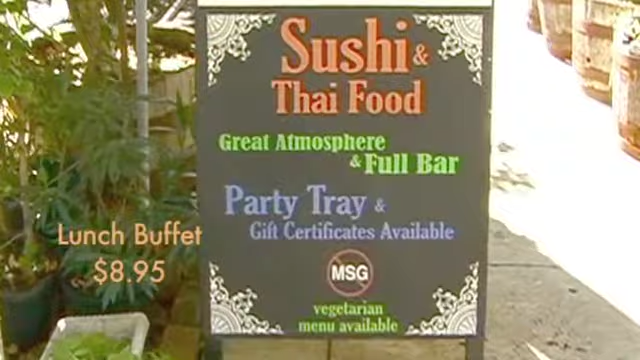 Sushi &
Thai Food
Great Atmosphere
& Full Bar
Party Tray &
Gift Certificates Available
MSG
vegetarian
menu available
Lunch Buffet
$8.95